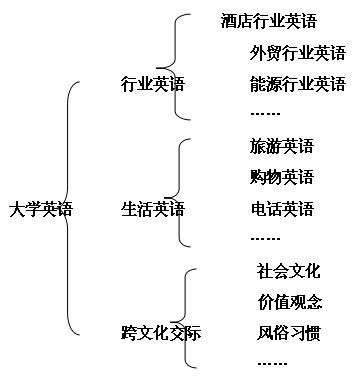 酒店行业英语
外贸行业英语
行业英语
能源行业英语
......
旅游英语
购物英语
大学英语
生活英语
电话英语
......
社会文化
价值观念
跨文化交际
风俗习惯
......